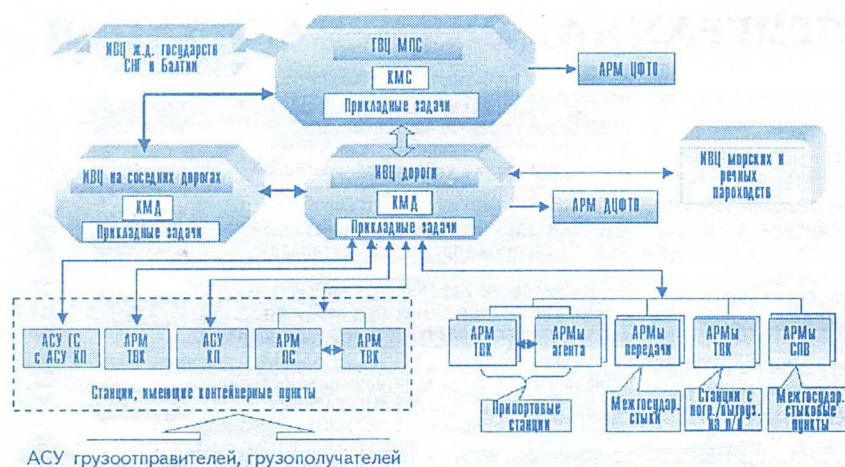 ИВЦ ж.д. государств
СНГ и Балтии
ГВЦ МПС
КМС
Прикладные задачи
АРМ ЦФТО
ИВЦ на соседних дорогах
КМД
Прикладные задачи
ИВЦ дороги
КМД
Прикладные задачи
АРМ ДЦФТО
ИВЦ морских и
речных
пароходств
АСУ ГС
с АСУ КП
АРМ
ТВК
АСУ
КП
АРМ
ПС
АРМ
ТВК
Станции, имеющие контейнерные пункты
АРМ
ТВК
АРМы
агента
АРМы
передачи
АРМы
ТВК
АРМы
СПВ
Припортовые
станции
Межгосудар.
стыки
Станции с
погр./выгруз.
на п/п
Межгосудар.
стыковые
пункты
АСУ грузоотправителей, грузополучателей